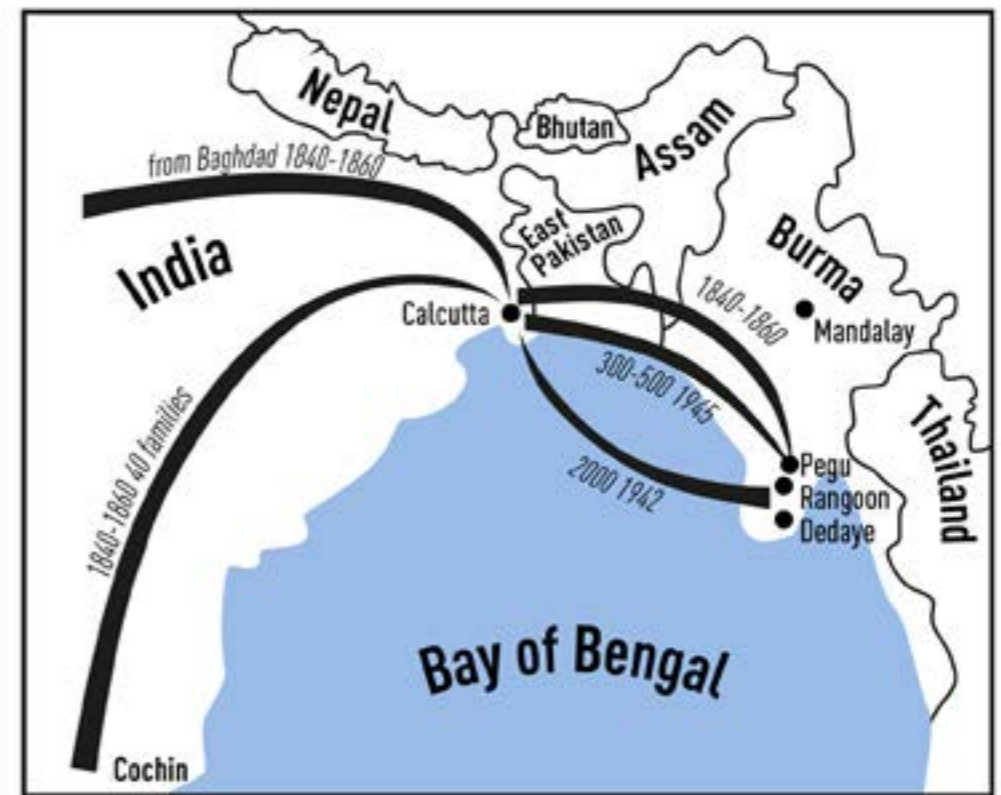 Nepal
Bhutan
Assam
from Baghdad 1840-1860
East
Pakistan
India
Burma
Calcutta
1840-1860
Mandalay
300-500 1945
Thailand
1840-1860 40 families
2000 1942
Pegu
Rangoon
Dedaye
Bay of Bengal
Cochin